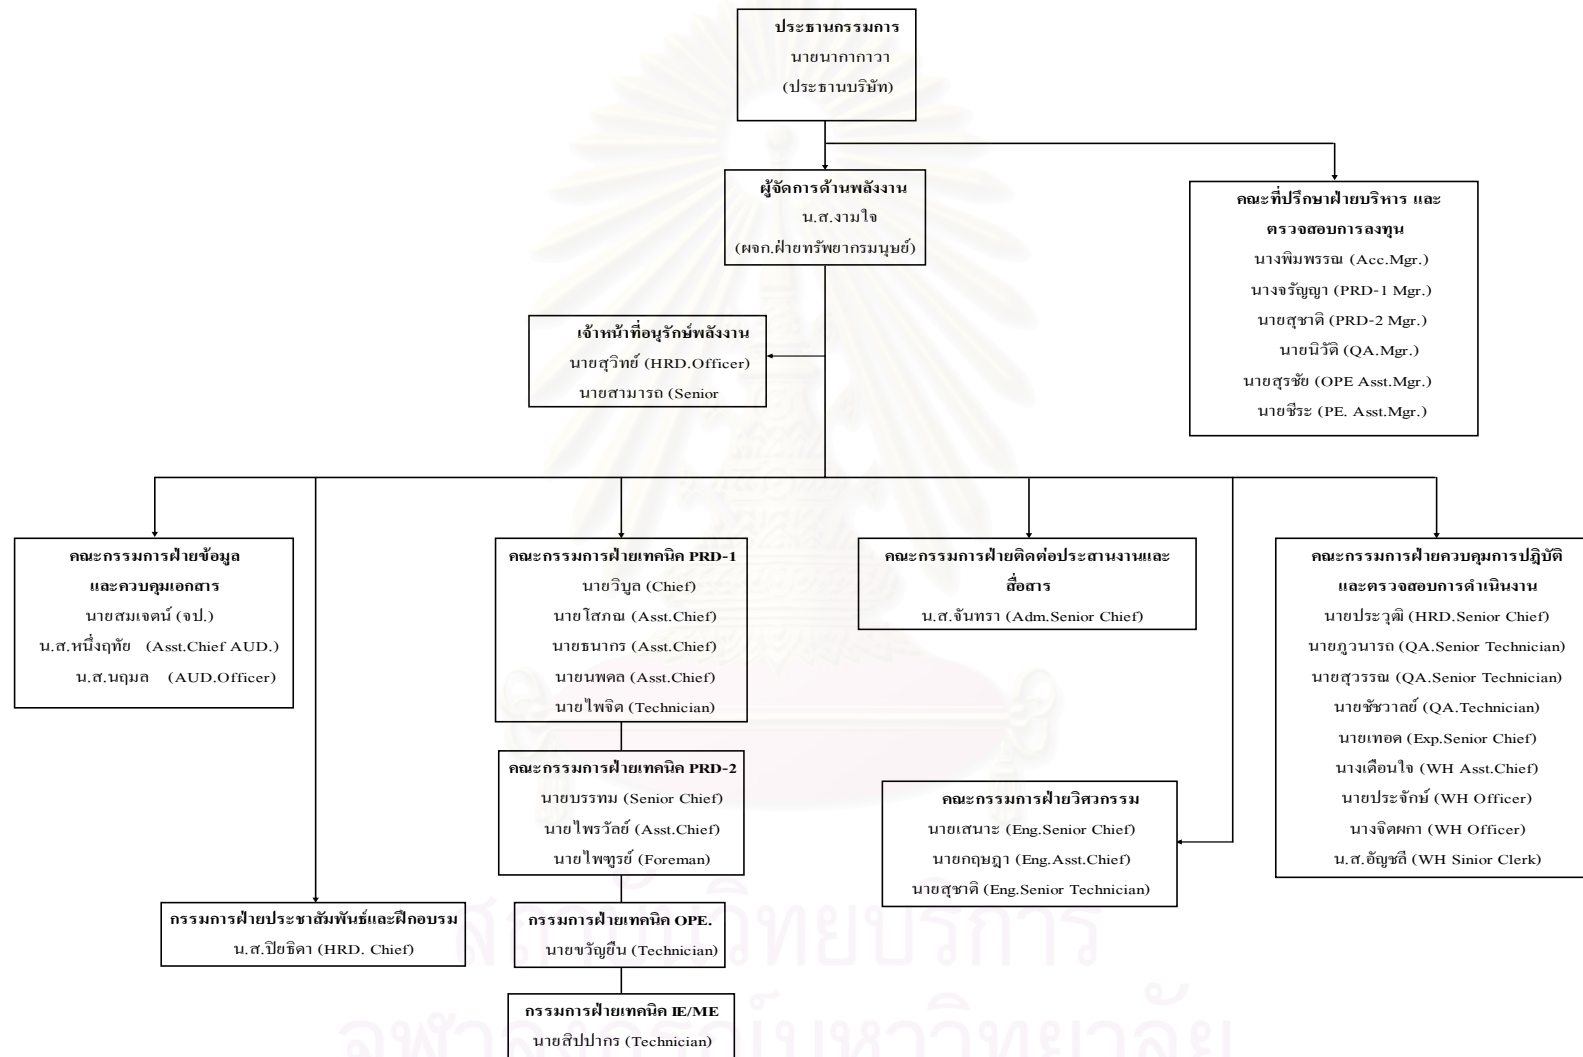 ประธานกรรมการ
นายนากากาวา
(ประธานบริษัท)
ผู้จัดการด้านพลังงาน
น.ส.งามใจ
(ผจก.ฝ่ายทรัพยากรมนุษย์)
คณะที่ปรึกษาฝ่ายบริหาร และ
ตรวจสอบการลงทุน
นางพิมพรรณ (Acc.Mgr.)
นางจรัญญา (PRD-1 Mgr.)
นายสุชาติ (PRD-2 Mgr.)
นายนิวัติ (QA.Mgr.)
นายสุรชัย (OPE Asst.Mgr.)
นายชีระ (PE. Asst.Mgr.)
เจ้าหน้าที่อนุรักษ์พลังงาน
นายสุวิทย์ (HRD.Officer)
นายสามารถ (Senior
คณะกรรมการฝ่ายข้อมูล
และควบคุมเอกสาร
นายสมเจตน์ (จป.)
น.ส.หนึ่งฤทัย (Asst.Chief AUD.)
น.ส.นฤมล (AUD.Officer)
คณะกรรมการฝ่ายเทคนิค PRD-1
นายวิบูล (Chief)
นายโสภณ (Asst.Chief)
นายธนากร (Asst.Chief)
นายนพดล (Asst.Chief)
นายไพจิต (Technician)
คณะกรรมการฝ่ายติดต่อประสานงานและ
สื่อสาร
น.ส.จันทรา (Adm.Senior Chief)
คณะกรรมการฝ่ายควบคุมการปฎิบัติ
และตรวจสอบการดำเนินงาน
นายประวุฒิ (HRD.Senior Chief)
นายภูวนารถ (QA.Senior Technician)
นายสุวรรณ (QA.Senior Technician)
นายชัชวาลย์ (QA.Technician)
นายเทอด (Exp.Senior Chief)
นางเตือนใจ (WH Asst.Chief)
นายประจักษ์ (WH Officer)
นางจิตผกา (WH Officer)
น.ส.อัญชลี (WH Sinior Clerk)
คณะกรรมการฝ่ายเทคนิค PRD-2
นายบรรทม (Senior Chief)
นายไพรวัลย์ (Asst.Chief)
นายไพฑูรย์ (Foreman)
คณะกรรมการฝ่ายวิศวกรรม
นายเสนาะ (Eng.Senior Chief)
นายกฤษฎา (Eng.Asst.Chief)
นายสุชาติ (Eng.Senior Technician)
กรรมการฝ่ายประชาสัมพันธ์และฝึกอบรม
น.ส.ปิยธิดา (HRD. Chief)
กรรมการฝ่ายเทคนิค OPE.
นายขวัญยืน (Technician)
กรรมการฝ่ายเทคนิค IE/ME
นายสิปปากร (Technician)
สถาบันวิทยบริการ
จุฬาลงกรณ์มหาวิทยาลัย